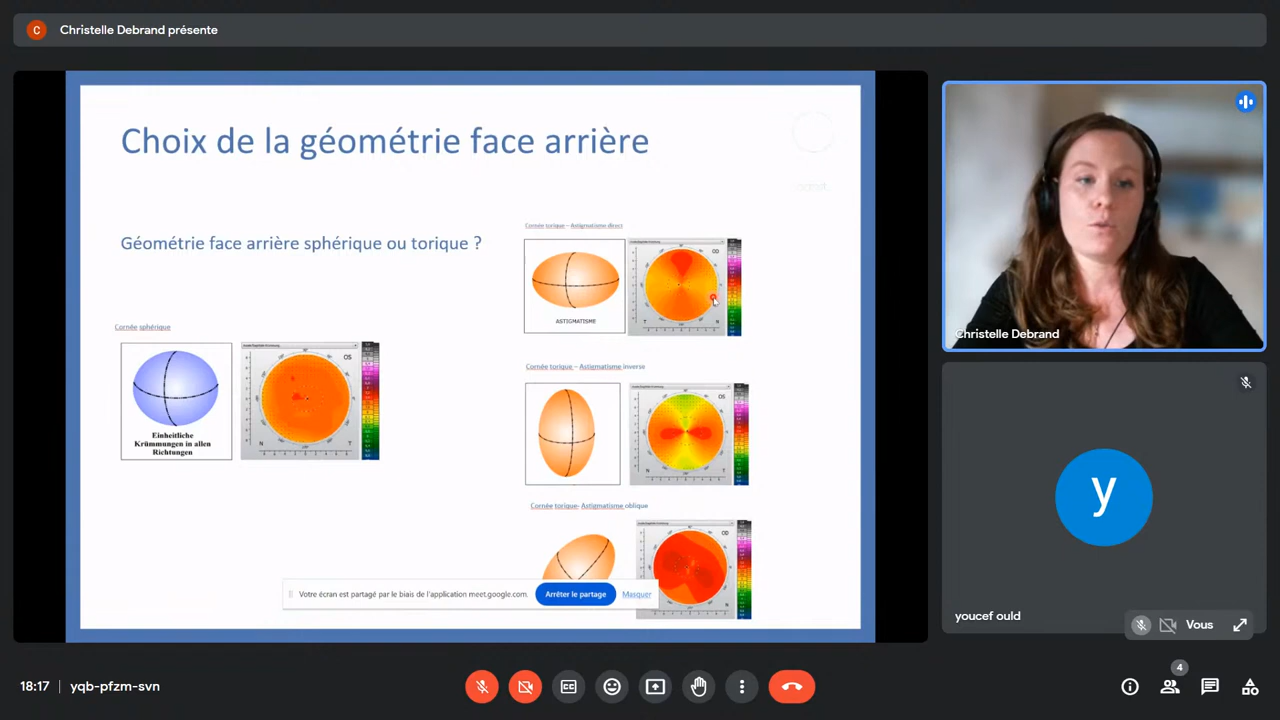 C
Christelle Debrand présente
Choix de la géométrie face arrière
Géométrie face arrière sphérique ou torique ?
Cornée torique – Astigmatisme direct
ASTIGMATISME
OD
T
N
Cornée sphérique
Einheitliche
Krümmungen in allen
Richtungen
OS
N
T
Cornée torique – Astigmatisme inverse
OS
N
T
Cornée torique- Astigmatisme oblique
OD
Votre écran est partagé par le biais de l'application meet.google.com.
Arrêter le partage
Masquer
Christelle Debrand
y
youcef ould
Vous
18:17
yqb-pfzm-svn
CC
4